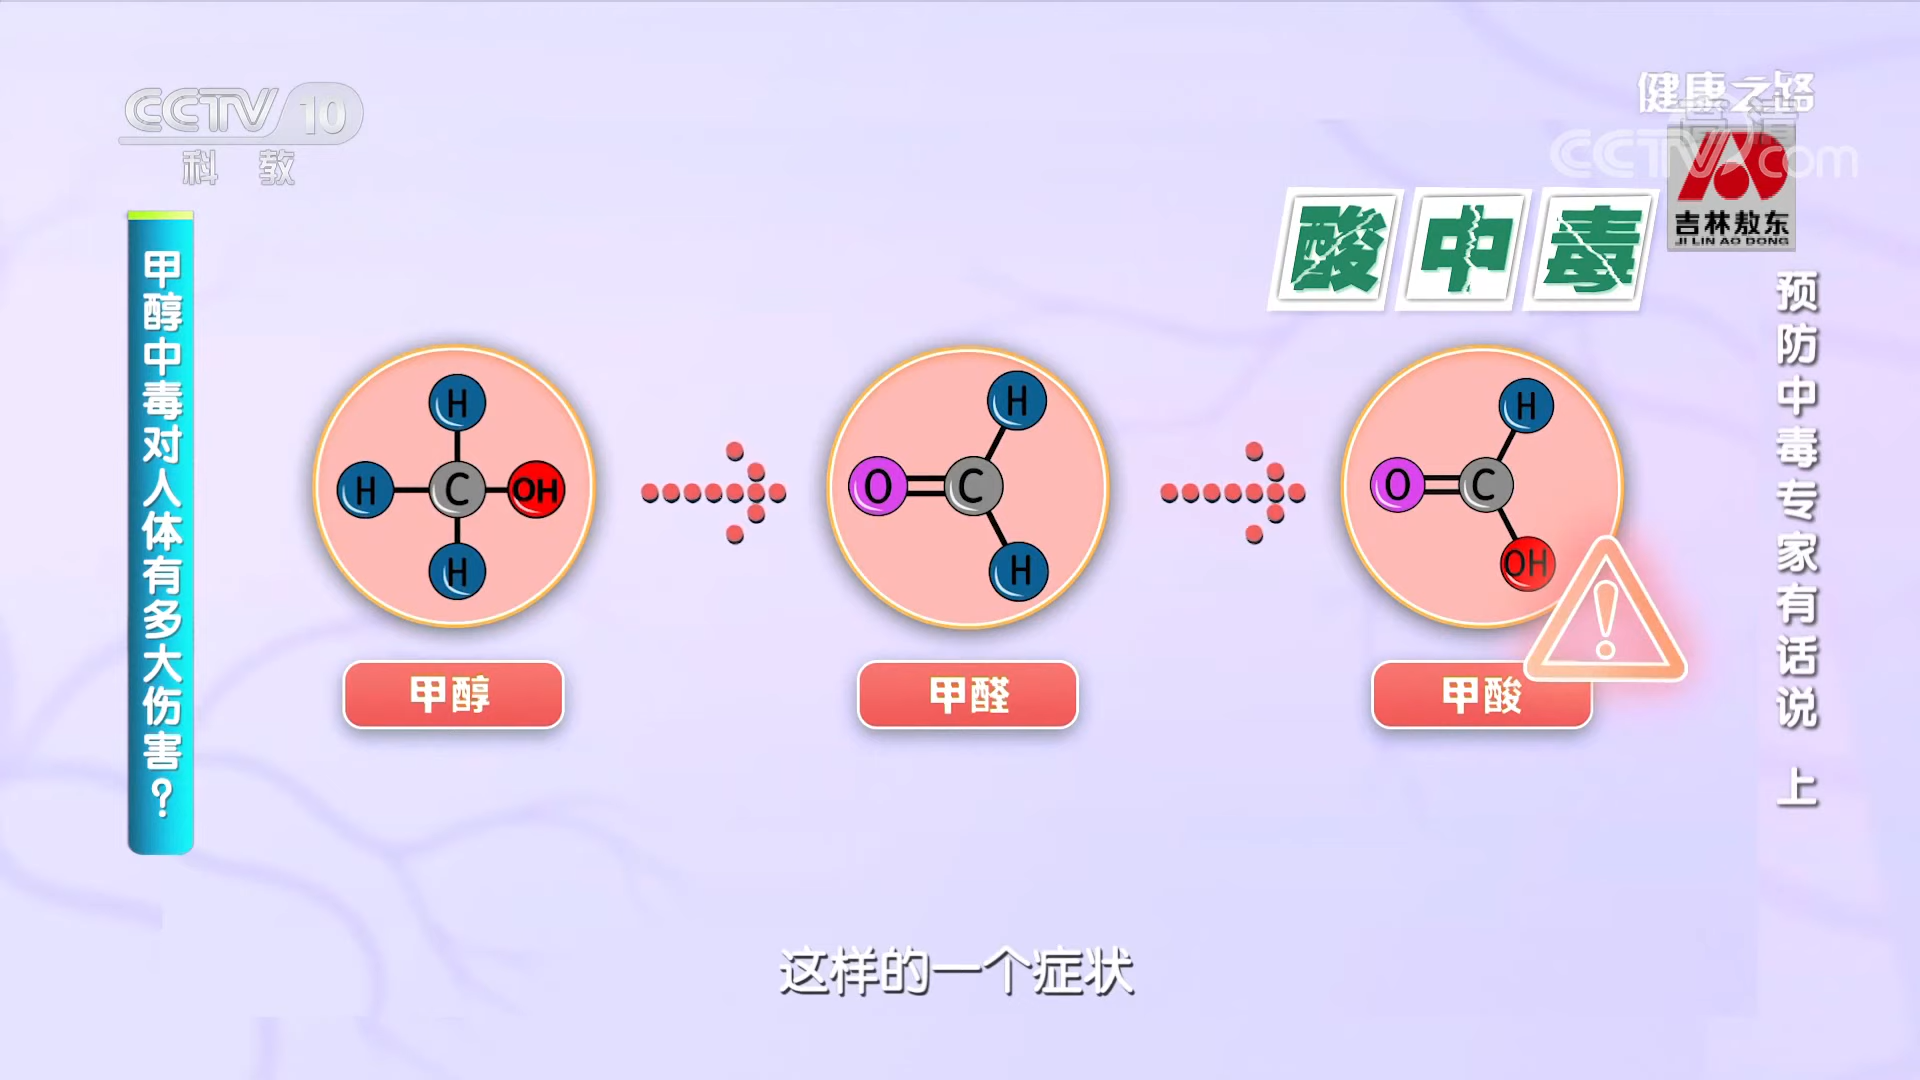 CCTV 10
科 教
健康之路
高清
CCTV.com
吉林敖东
JI LIN AO DONG
酸中毒
甲醇中毒对人体有多大伤害？
预防中毒专家有话说 上
H
H C OH
H
H
O C
H
H
O C
OH
甲醇
甲醛
甲酸
这样的一个症状